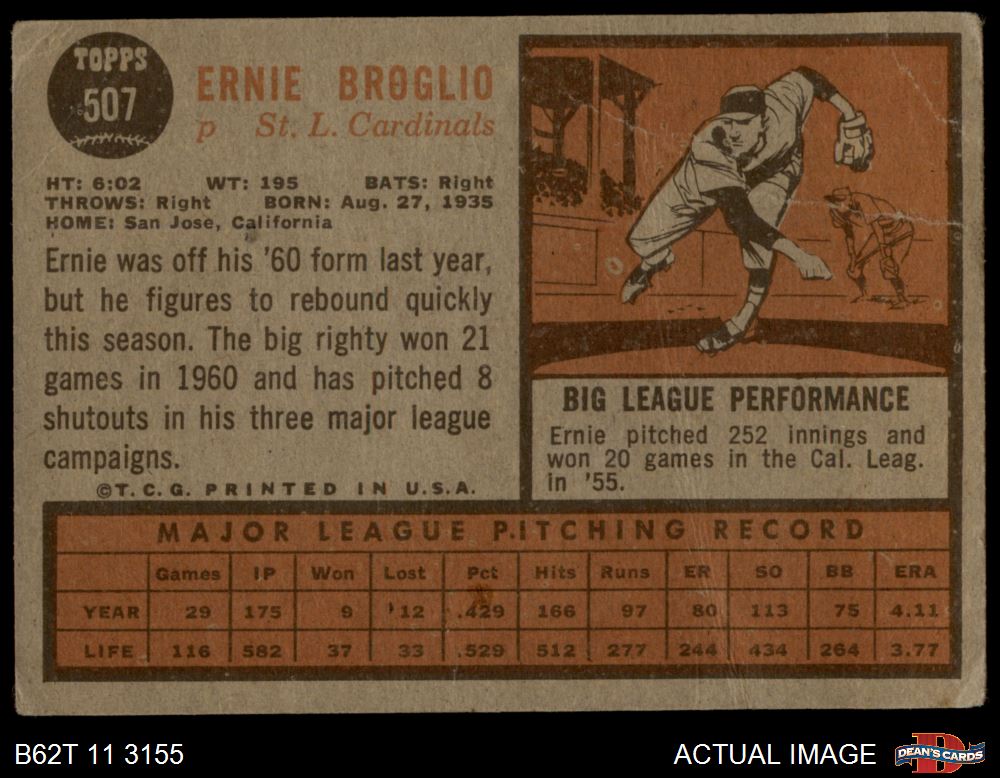 TOPPS
507
ERNIE BROGLIO
p St. L. Cardinals
HT: 6:02 WT: 195 BATS: Right
THROWS: Right BORN: Aug. 27, 1935
HOME: San Jose, California
Ernie was off his '60 form last year,
but he figures to rebound quickly
this season. The big righty won 21
games in 1960 and has pitched 8
shutouts in his three major league
campaigns.
©T.C.G. PRINTED IN U.S.A.
BIG LEAGUE PERFORMANCE
Ernie pitched 252 innings and
won 20 games in the Cal. Leag.
in '55.
MAJOR LEAGUE PITCHING RECORD
Games IP Won Lost Pct Hits Runs ER SO BB ERA
YEAR 29 175 9 12 .429 166 97 80 113 75 4.11
LIFE 116 582 37 33 .529 512 277 244 434 264 3.77
B62T 11 3155
ACTUAL IMAGE
DEAN'S CARDS